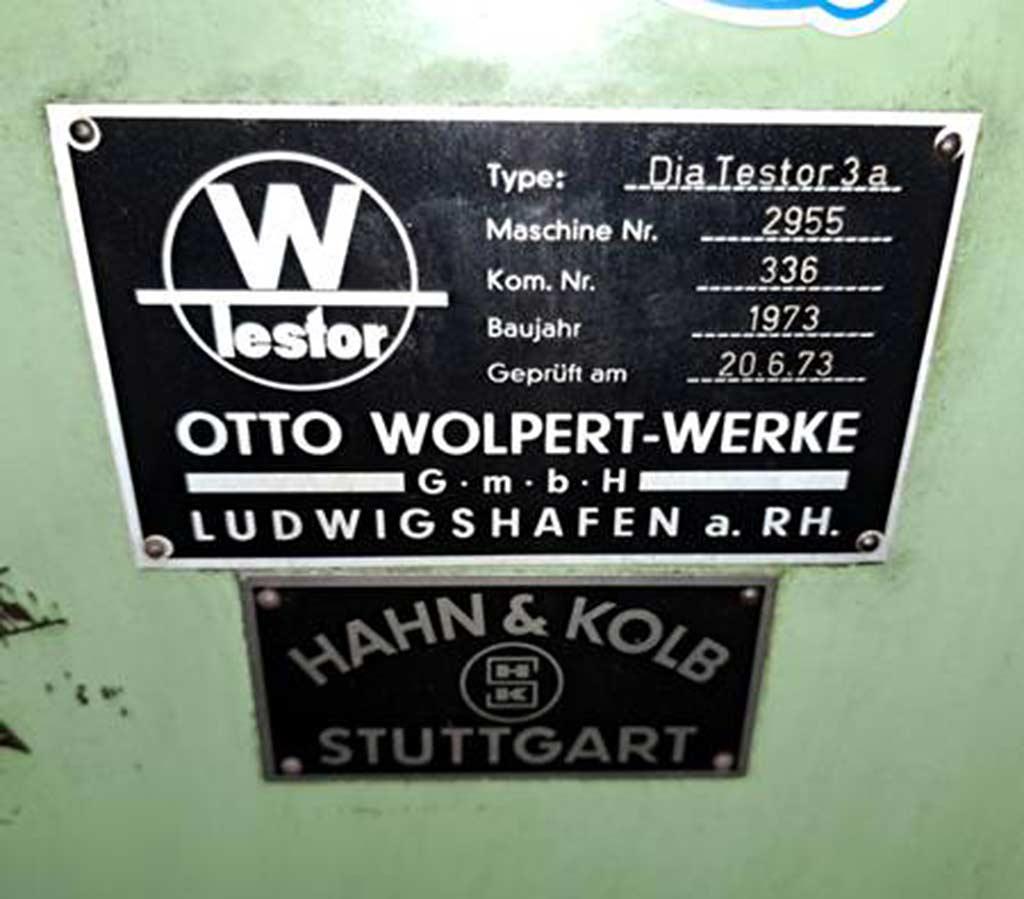 W
Testor
Type: Dia Testor 3 a
Maschine Nr. 2955
Kom. Nr. 336
Baujahr 1973
Geprüft am 20.6.73
OTTO WOLPERT-WERKE
G · m · b · H
LUDWIGSHAFEN a. RH.
HAHN & KOLB
H
K
STUTTGART